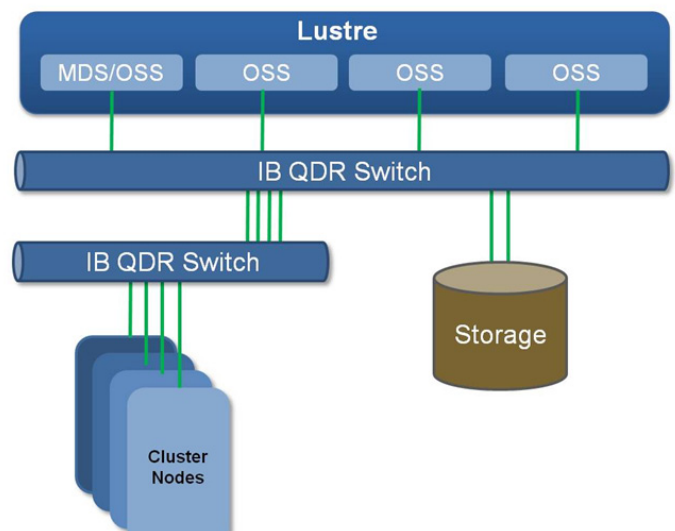 Lustre
MDS/OSS OSS OSS OSS
IB QDR Switch
IB QDR Switch
Storage
Cluster
Nodes